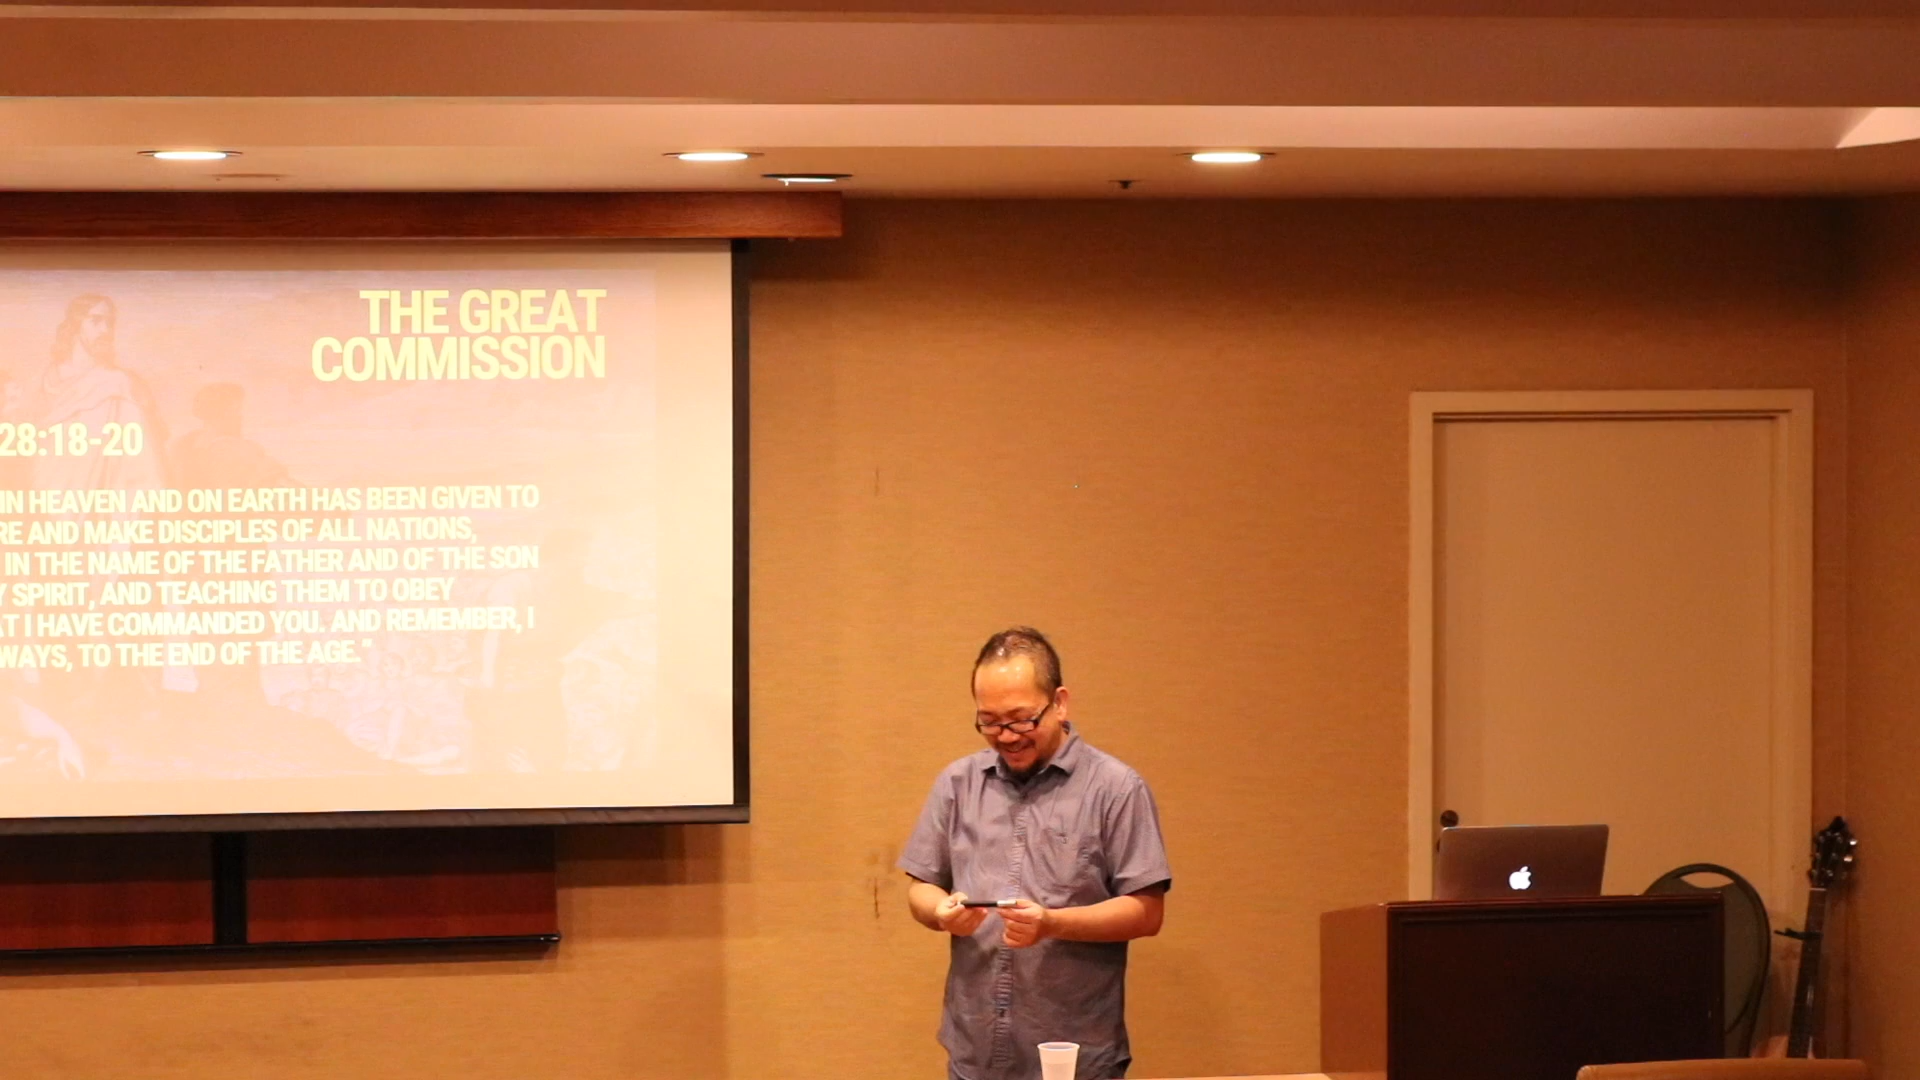 THE GREAT
COMMISSION
28:18-20
IN HEAVEN AND ON EARTH HAS BEEN GIVEN TO
RE AND MAKE DISCIPLES OF ALL NATIONS,
IN THE NAME OF THE FATHER AND OF THE SON
Y SPIRIT, AND TEACHING THEM TO OBEY
AT I HAVE COMMANDED YOU. AND REMEMBER, I
WAYS, TO THE END OF THE AGE."